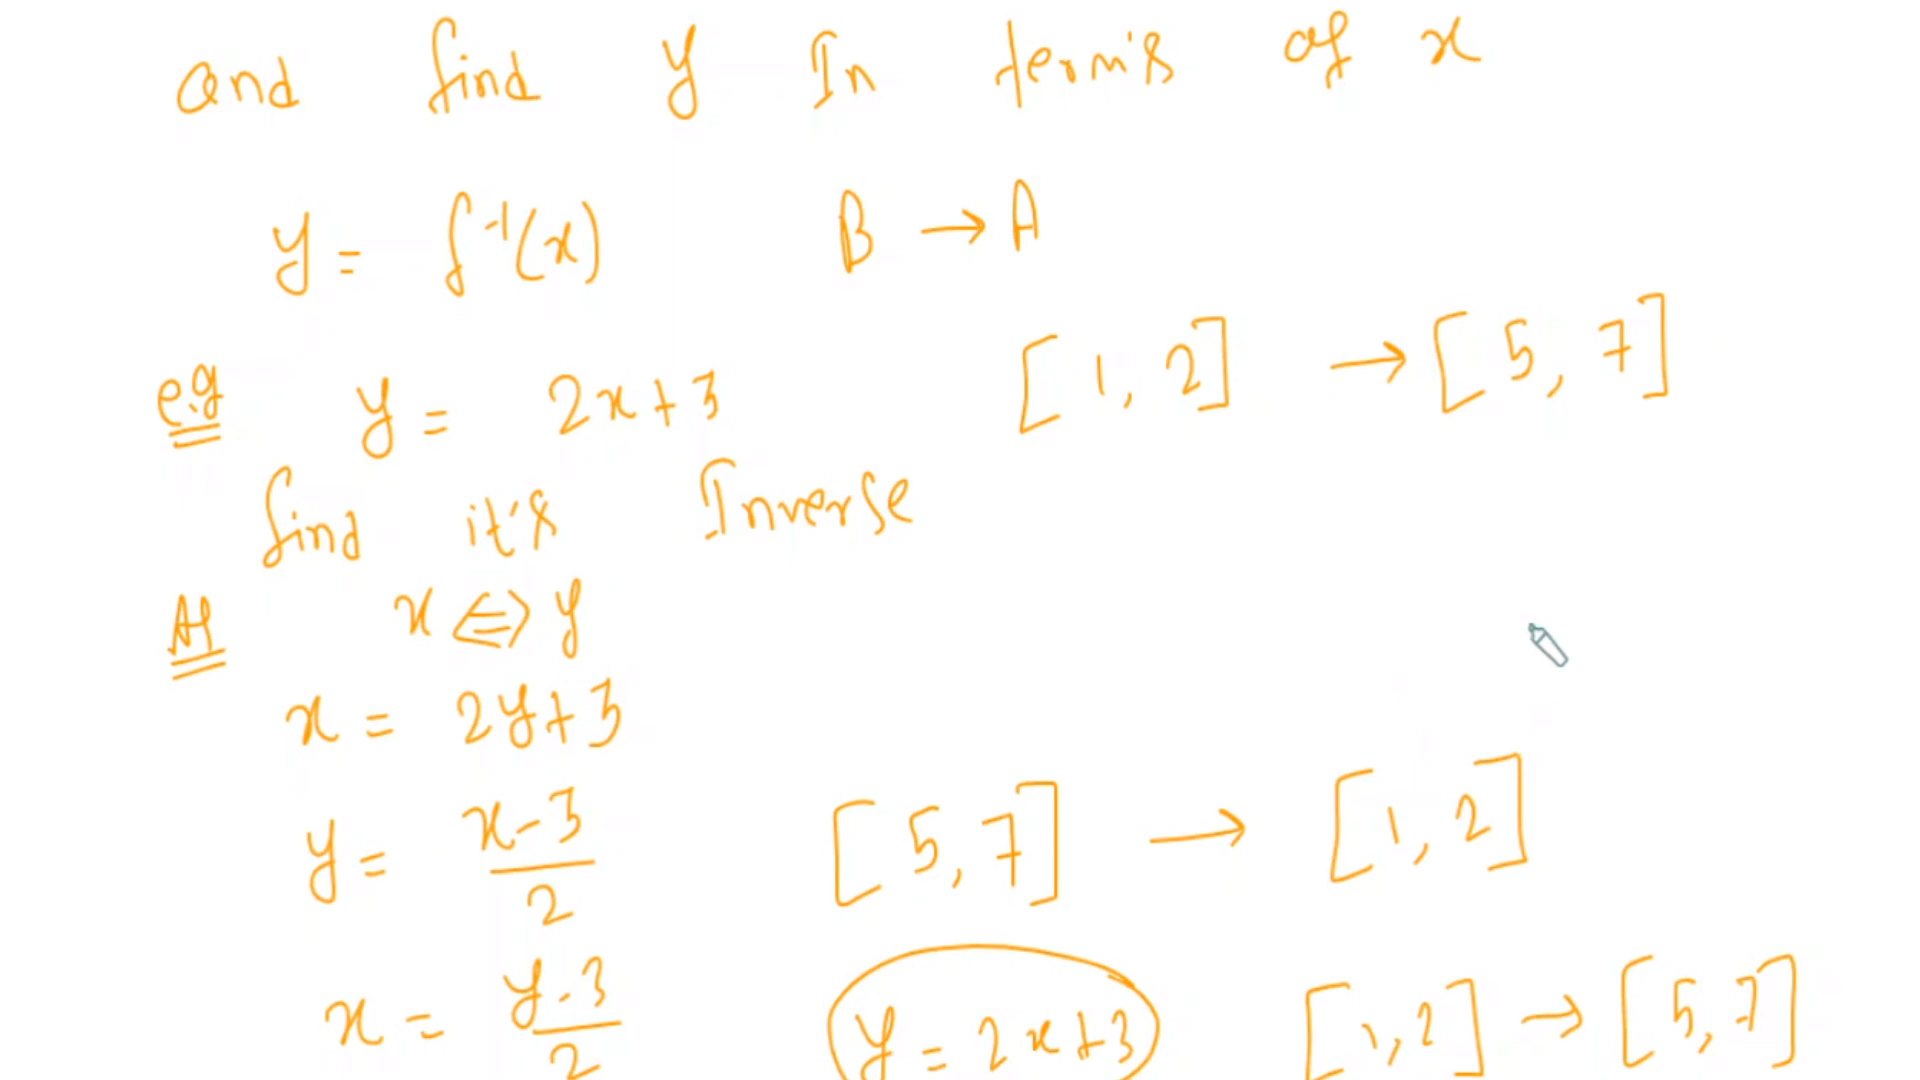 and find y In term's of x
y = f⁻¹(x) B → A
e.g y = 2x+3 [1, 2] → [5, 7]
find it's Inverse
x ⇔ y
x = 2y+3
y = (x-3)/2 [5, 7] → [1, 2]
x = (y-3)/2 y = 2x+3 [1,2] → [5, 7]